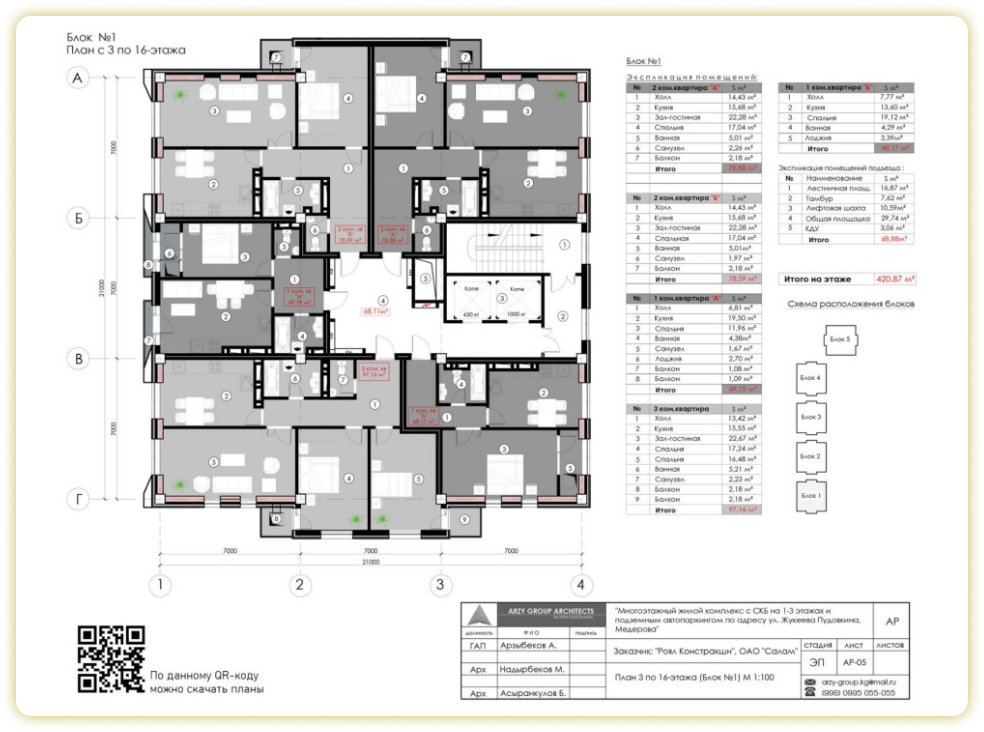 Блок №1
План с 3 по 16-этажа
А
Б
В
Г
7000
7000
7000
21000
1
2
3
4
7000
7000
7000
21000
2 ком. кв
"Б"
78,59 м²
2 ком. кв
"А"
78,88 м²
1 ком. кв
"А"
49,19 м²
3 ком. кв
97,16 м²
1 ком. кв
"Б"
48,17 м²
68,11м²
Коне
630 кг
Коне
1000 кг
Блок №1
Экспликация помещений:
№ 2 ком.квартира "А" S м²
1 Холл 14,43 м²
2 Кухня 15,68 м²
3 Зал-гостиная 22,28 м²
4 Спальня 17,04 м²
5 Ванная 5,01 м²
6 Санузел 2,26 м²
7 Балкон 2,18 м²
Итого 78,88 м²
№ 2 ком.квартира "Б" S м²
1 Холл 14,43 м²
2 Кухня 15,68 м²
3 Зал-гостиная 22,28 м²
4 Спальная 17,04 м²
5 Ванная 5,01м²
6 Санузел 1,97 м²
7 Балкон 2,18 м²
Итого 78,59 м²
№ 1 ком.квартира "А" S м²
1 Холл 6,81 м²
2 Кухня 19,50 м²
3 Спальня 11,96 м²
4 Ванная 4,38м²
5 Санузел 1,67 м²
6 Лоджия 2,70 м²
7 Балкон 1,08 м²
8 Балкон 1,09 м²
Итого 49,19 м²
№ 3 ком.квартира S м²
1 Холл 13,42 м²
2 Кухня 15,55 м²
3 Зал-гостиная 22,67 м²
4 Спальня 17,24 м²
5 Спальня 16,48 м²
6 Ванная 5,21 м²
7 Санузел 2,23 м²
8 Балкон 2,18 м²
9 Балкон 2,18 м²
Итого 97,16 м²
№ 1 ком.квартира "Б" S м²
1 Холл 7,77 м²
2 Кухня 13,60 м²
3 Спальня 19,12 м²
4 Ванная 4,29 м²
5 Лоджия 3,39м²
Итого 48,17 м²
Экспликация помещений подъезда :
№ Наименование S м²
1 Лестничная площ. 16,87 м²
2 Тамбур 7,62 м²
3 Лифтовая шахта 10,59м²
4 Общая площадка 29,74 м²
5 КДУ 3,06 м²
Итого 68,88м²
Итого на этаже 420,87 м²
Схема расположения блоков
Блок 5
Блок 4
Блок 3
Блок 2
Блок 1
По данному QR-коду
можно скачать планы
ARZY GROUP ARCHITECTS
должность Ф И О подпись
ГАП Арзыбеков А.
Арх Надырбеков М.
Арх Асыранкулов Б.
"Многоэтажный жилой комплекс с СКБ на 1-3 этажах и
подземным автопаркингом по адресу ул. Жукеева Пудовкина,
Медерова"
АР
Заказчик: "Роял Констракшн", ОАО "Салам"
стадия лист листов
ЭП АР-05
План 3 по 16-этажа (Блок №1) М 1:100
arzy-group.kg@mail.ru
(996) 0995 055-055